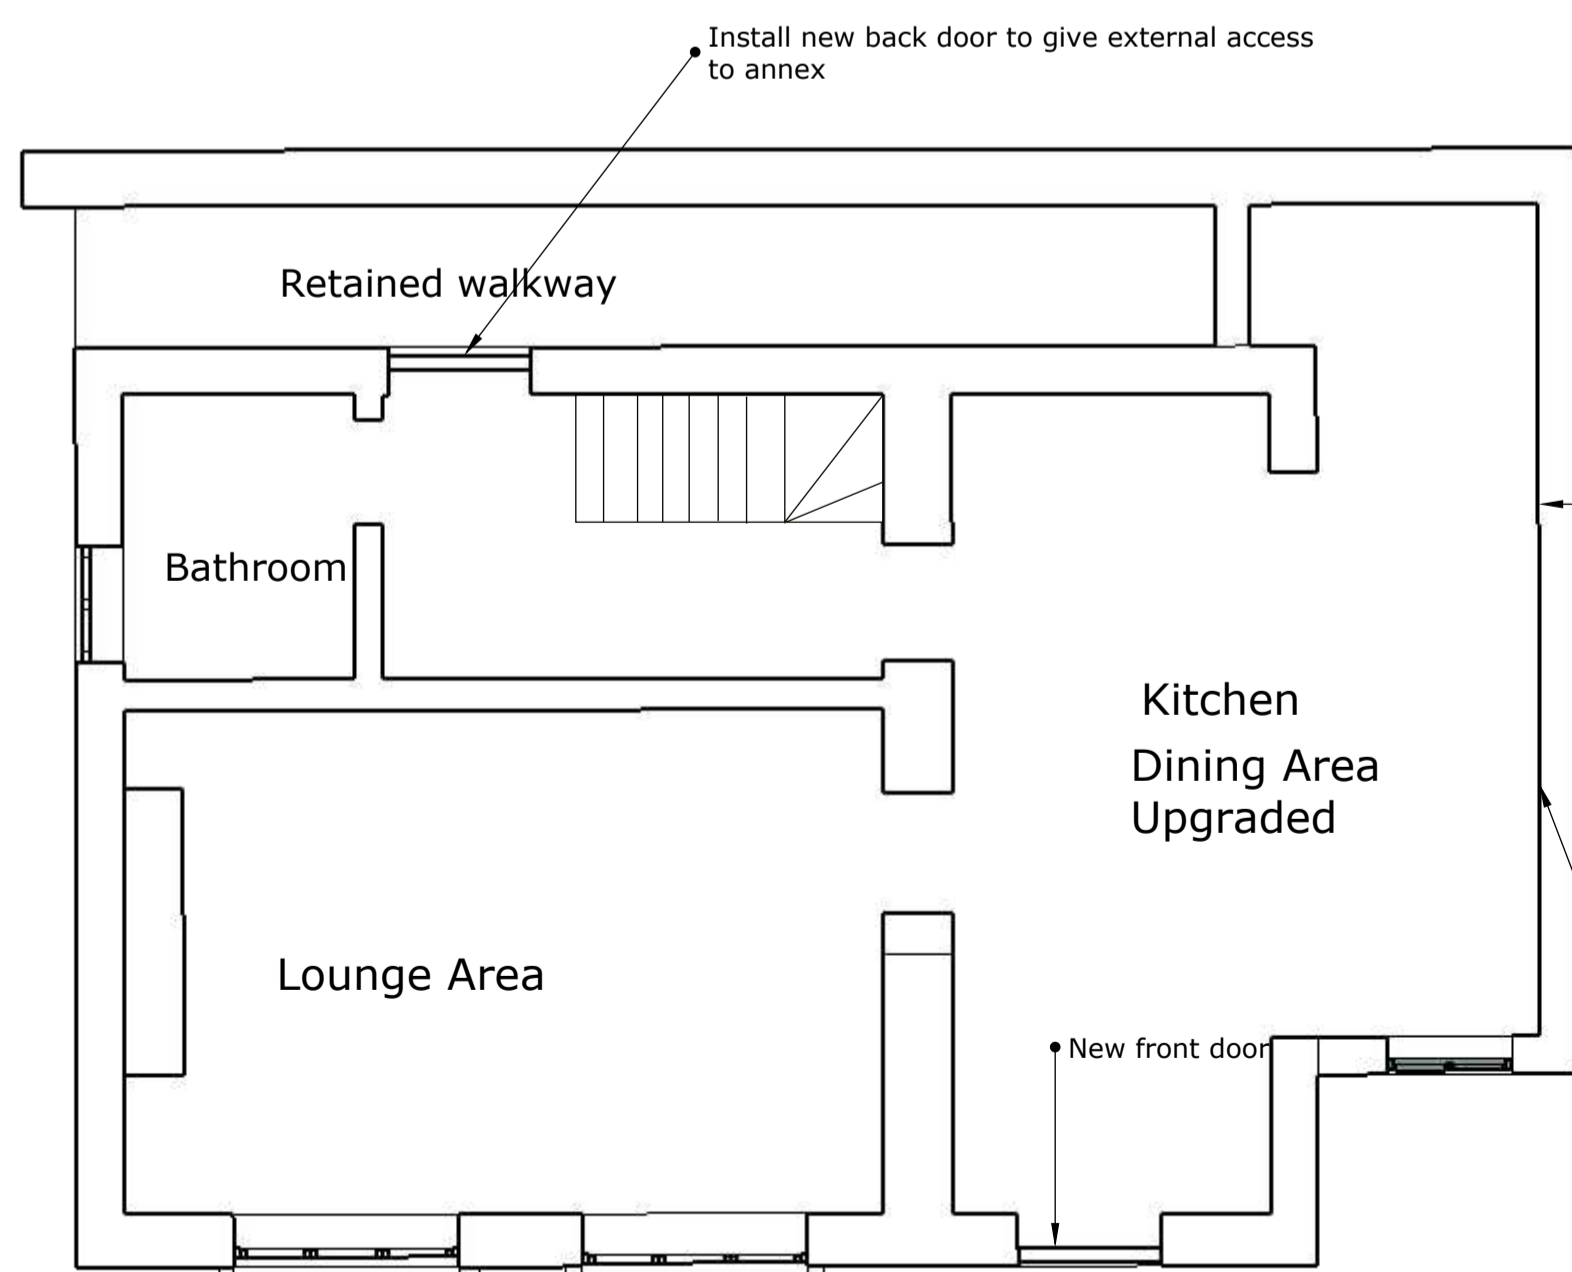 Install new back door to give external access
to annex
Retained walkway
Bathroom
Kitchen
Dining Area
Upgraded
Lounge Area
New front door